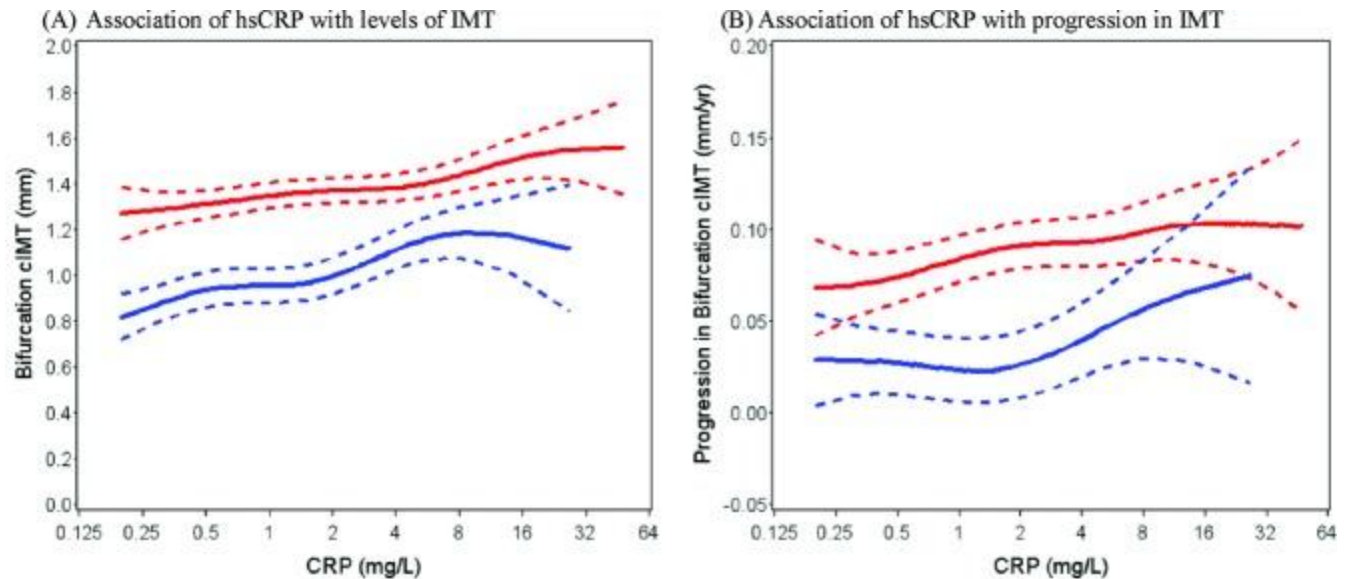 (A) Association of hsCRP with levels of IMT
Bifurcation cIMT (mm)
2.0
1.8
1.6
1.4
1.2
1.0
0.8
0.6
0.4
0.2
0.0
0.125 0.25 0.5 1 2 4 8 16 32 64
CRP (mg/L)
(B) Association of hsCRP with progression in IMT
Progression in Bifurcation cIMT (mm/yr)
0.20
0.15
0.10
0.05
0.00
-0.05
0.125 0.25 0.5 1 2 4 8 16 32 64
CRP (mg/L)